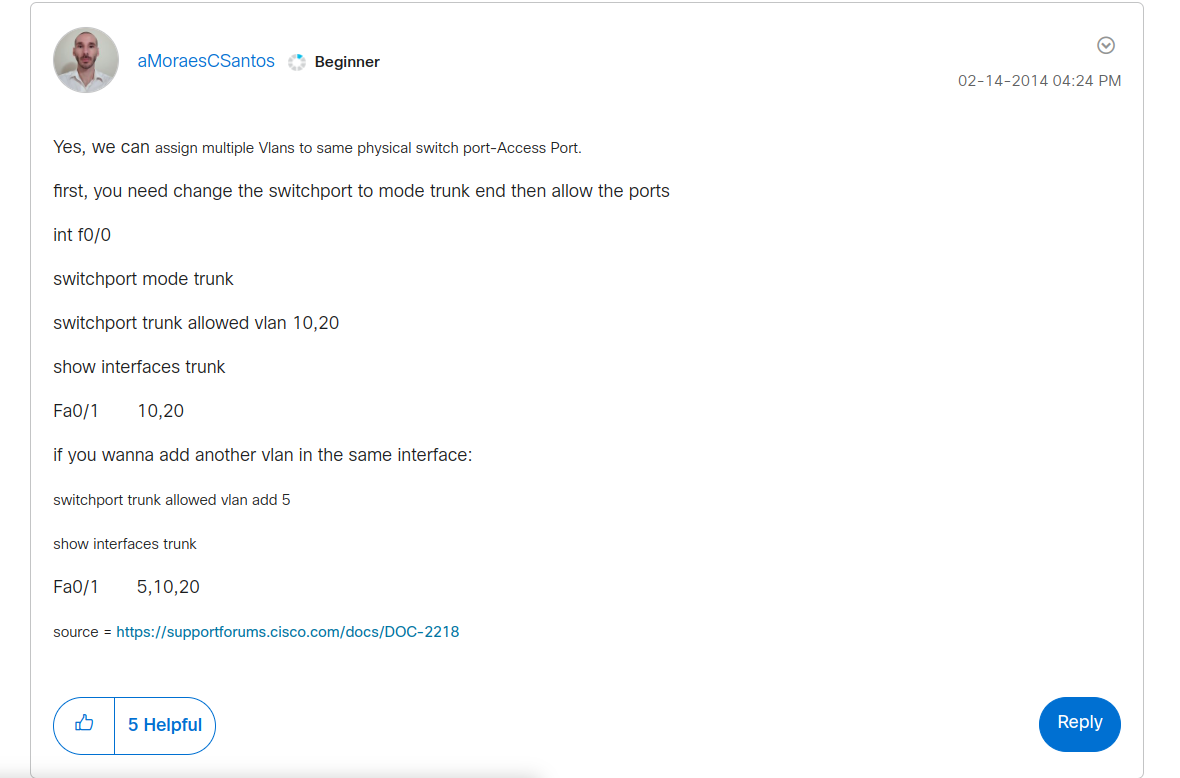 aMoraesCSantos Beginner
02-14-2014 04:24 PM
Yes, we can assign multiple Vlans to same physical switch port-Access Port.
first, you need change the switchport to mode trunk end then allow the ports
int f0/0
switchport mode trunk
switchport trunk allowed vlan 10,20
show interfaces trunk
Fa0/1 10,20
if you wanna add another vlan in the same interface:
switchport trunk allowed vlan add 5
show interfaces trunk
Fa0/1 5,10,20
source = https://supportforums.cisco.com/docs/DOC-2218
5 Helpful
Reply